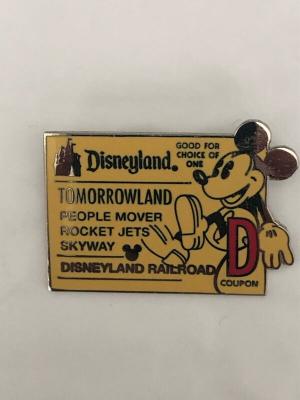 Disneyland®
GOOD FOR
CHOICE OF
ONE
TOMORROWLAND
PEOPLE MOVER
ROCKET JETS
SKYWAY
DISNEYLAND RAILROAD
D
COUPON